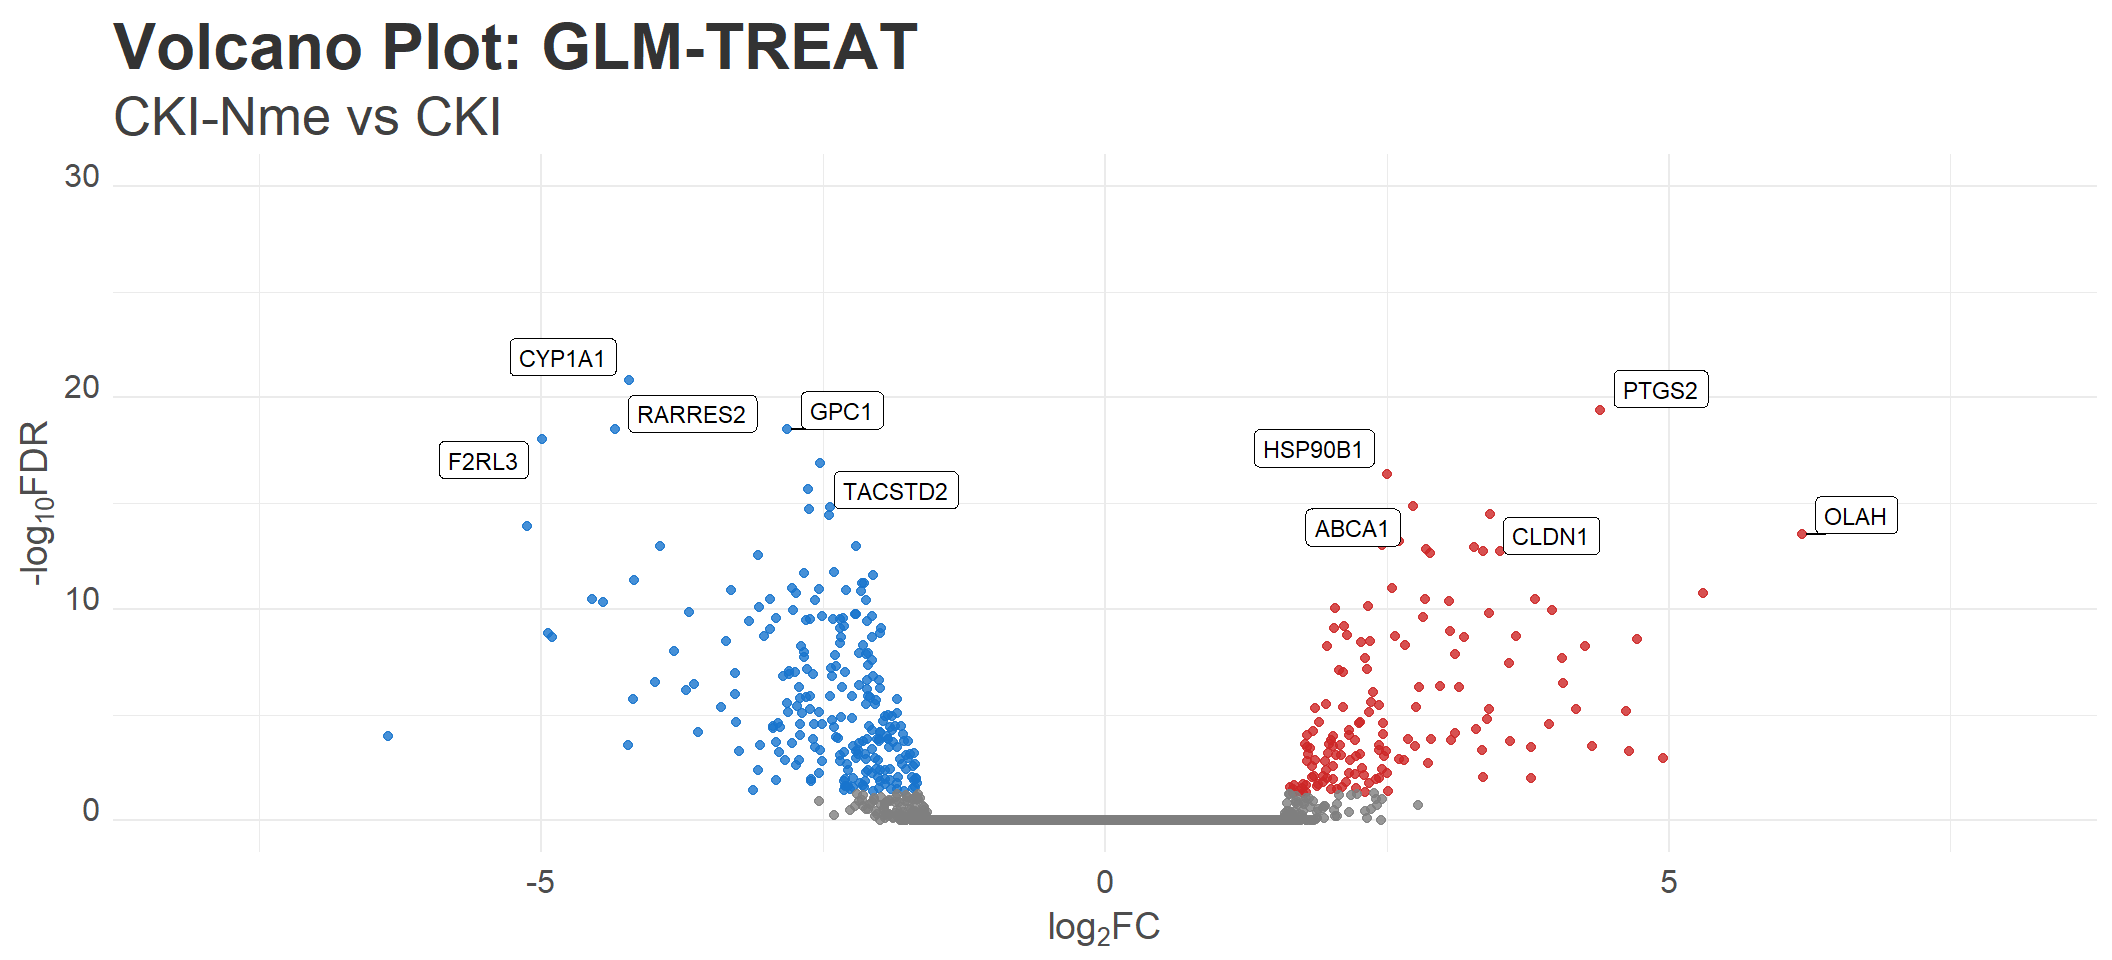 Volcano Plot: GLM-TREAT
CKI-Nme vs CKI
30
20
10
0
-log10FDR
CYP1A1
RARRES2
GPC1
F2RL3
TACSTD2
PTGS2
HSP90B1
OLAH
ABCA1
CLDN1
-5
0
5
log2FC